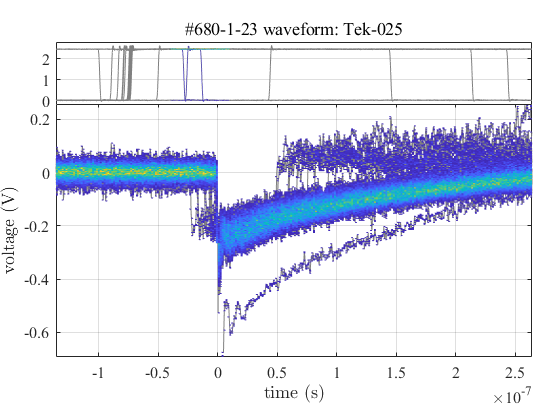 #680-1-23 waveform: Tek-025
2
1
0
0.2
0
-0.2
-0.4
-0.6
voltage (V)
-1 -0.5 0 0.5 1 1.5 2 2.5
time (s)
×10⁻⁷